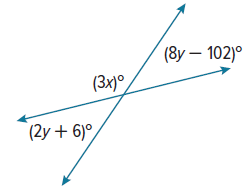 (8y – 102)º
(3x)º
(2y + 6)º